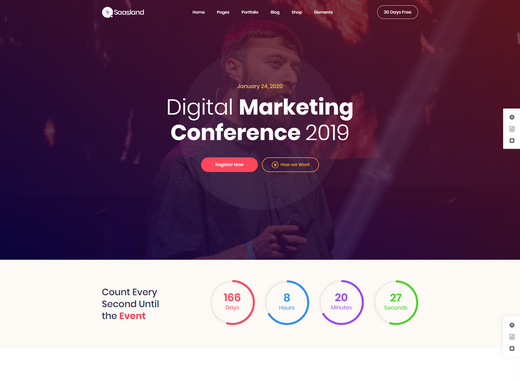 Saasland
Home Pages Portfolio Blog Shop Elements
30 Days Free
January 24, 2020
Digital Marketing
Conference 2019
Register Now
How we Work
Count Every
Second Until
the Event
166
Days
8
Hours
20
Minutes
27
Seconds